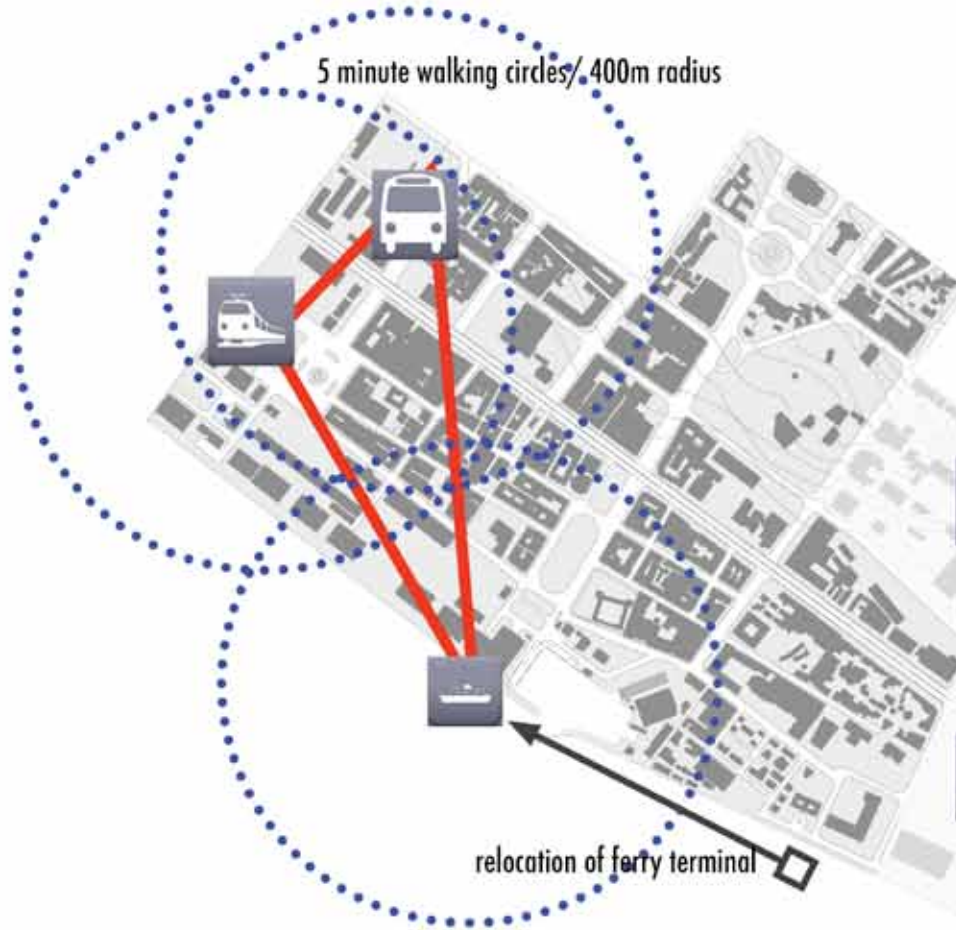 5 minute walking circles/ 400m radius
relocation of ferry terminal